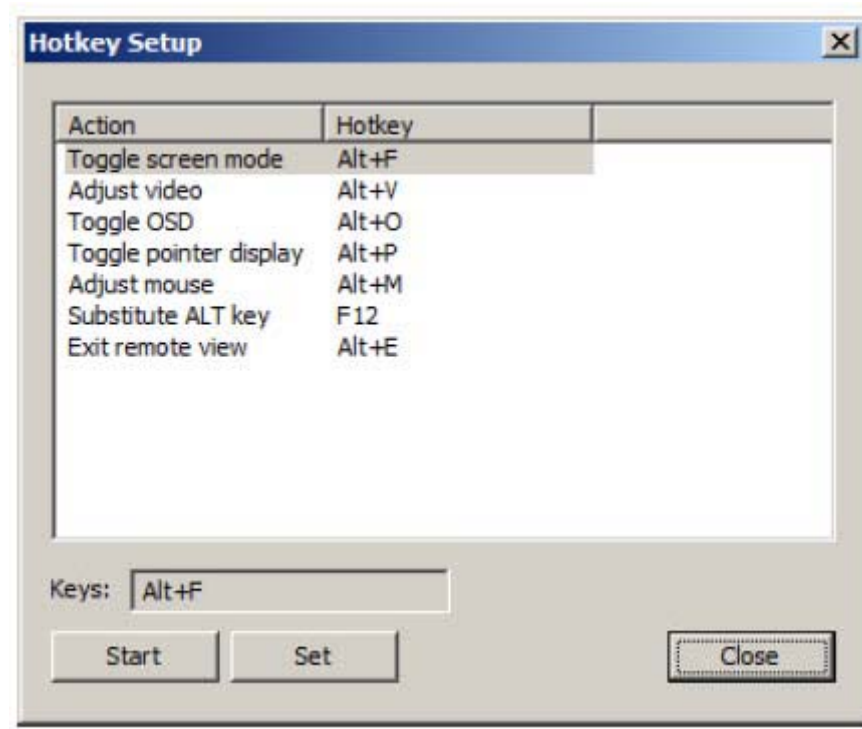 Hotkey Setup
Action Hotkey
Toggle screen mode Alt+F
Adjust video Alt+V
Toggle OSD Alt+O
Toggle pointer display Alt+P
Adjust mouse Alt+M
Substitute ALT key F12
Exit remote view Alt+E
Keys: Alt+F
Start Set Close